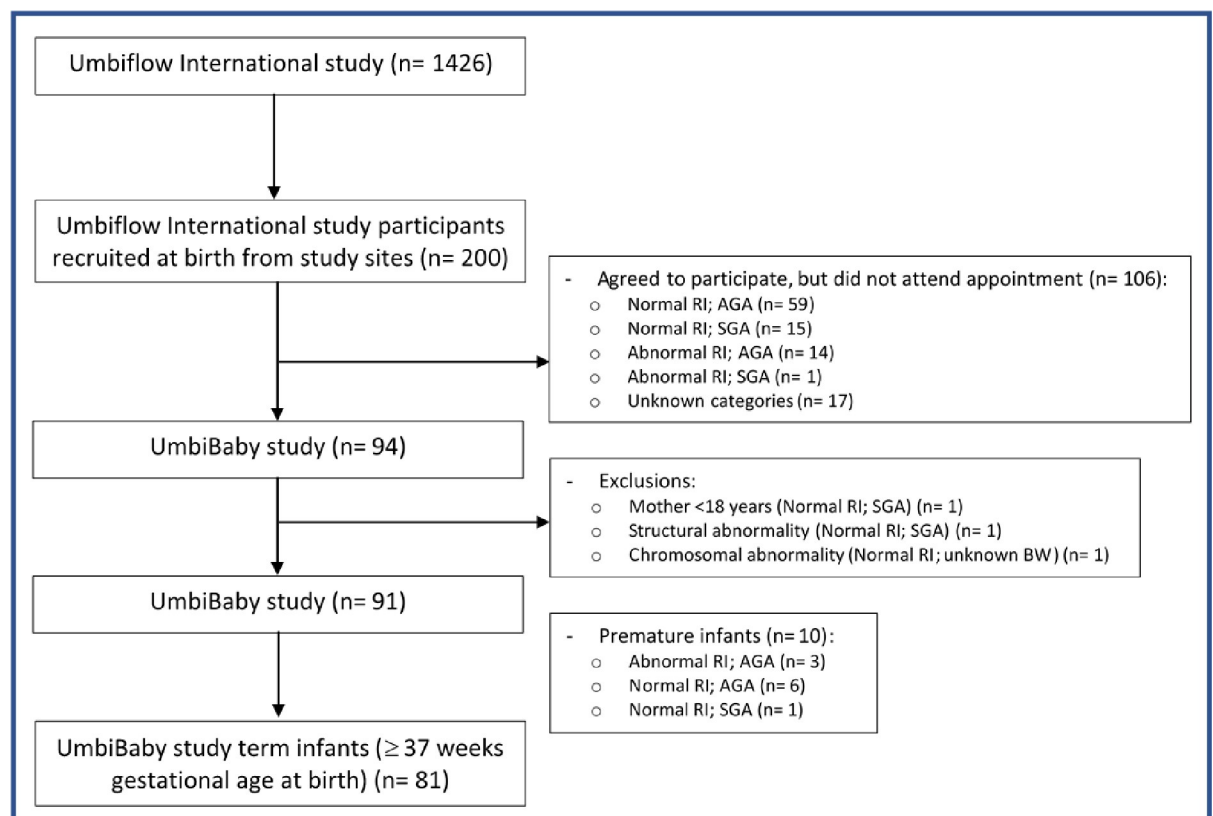 Umbiflow International study (n= 1426)
Umbiflow International study participants
recruited at birth from study sites (n= 200)
- Agreed to participate, but did not attend appointment (n= 106):
o Normal RI; AGA (n= 59)
o Normal RI; SGA (n= 15)
o Abnormal RI; AGA (n= 14)
o Abnormal RI; SGA (n= 1)
o Unknown categories (n= 17)
UmbiBaby study (n= 94)
- Exclusions:
o Mother <18 years (Normal RI; SGA) (n= 1)
o Structural abnormality (Normal RI; SGA) (n= 1)
o Chromosomal abnormality (Normal RI; unknown BW) (n= 1)
UmbiBaby study (n= 91)
- Premature infants (n= 10):
o Abnormal RI; AGA (n= 3)
o Normal RI; AGA (n= 6)
o Normal RI; SGA (n= 1)
UmbiBaby study term infants (≥ 37 weeks
gestational age at birth) (n= 81)